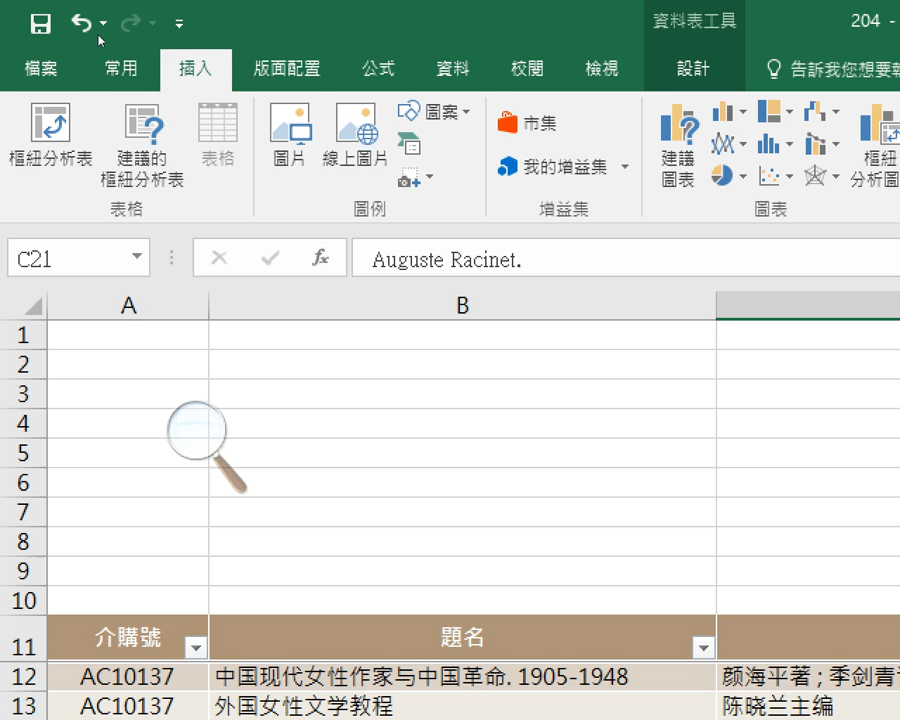 資料表工具
204 -
檔案 常用 插入 版面配置 公式 資料 校閱 檢視 設計 告訴我您想要
樞紐分析表 建議的樞紐分析表 表格
表格
圖片 線上圖片 圖案
圖例
市集
我的增益集
增益集
建議圖表
圖表
樞紐分析圖
C21 fx Auguste Racinet.
A B
1
2
3
4
5
6
7
8
9
10
11 介購號 題名
12 AC10137 中国现代女性作家与中国革命. 1905-1948 颜海平著 ; 季剑青
13 AC10137 外国女性文学教程 陈晓兰主编